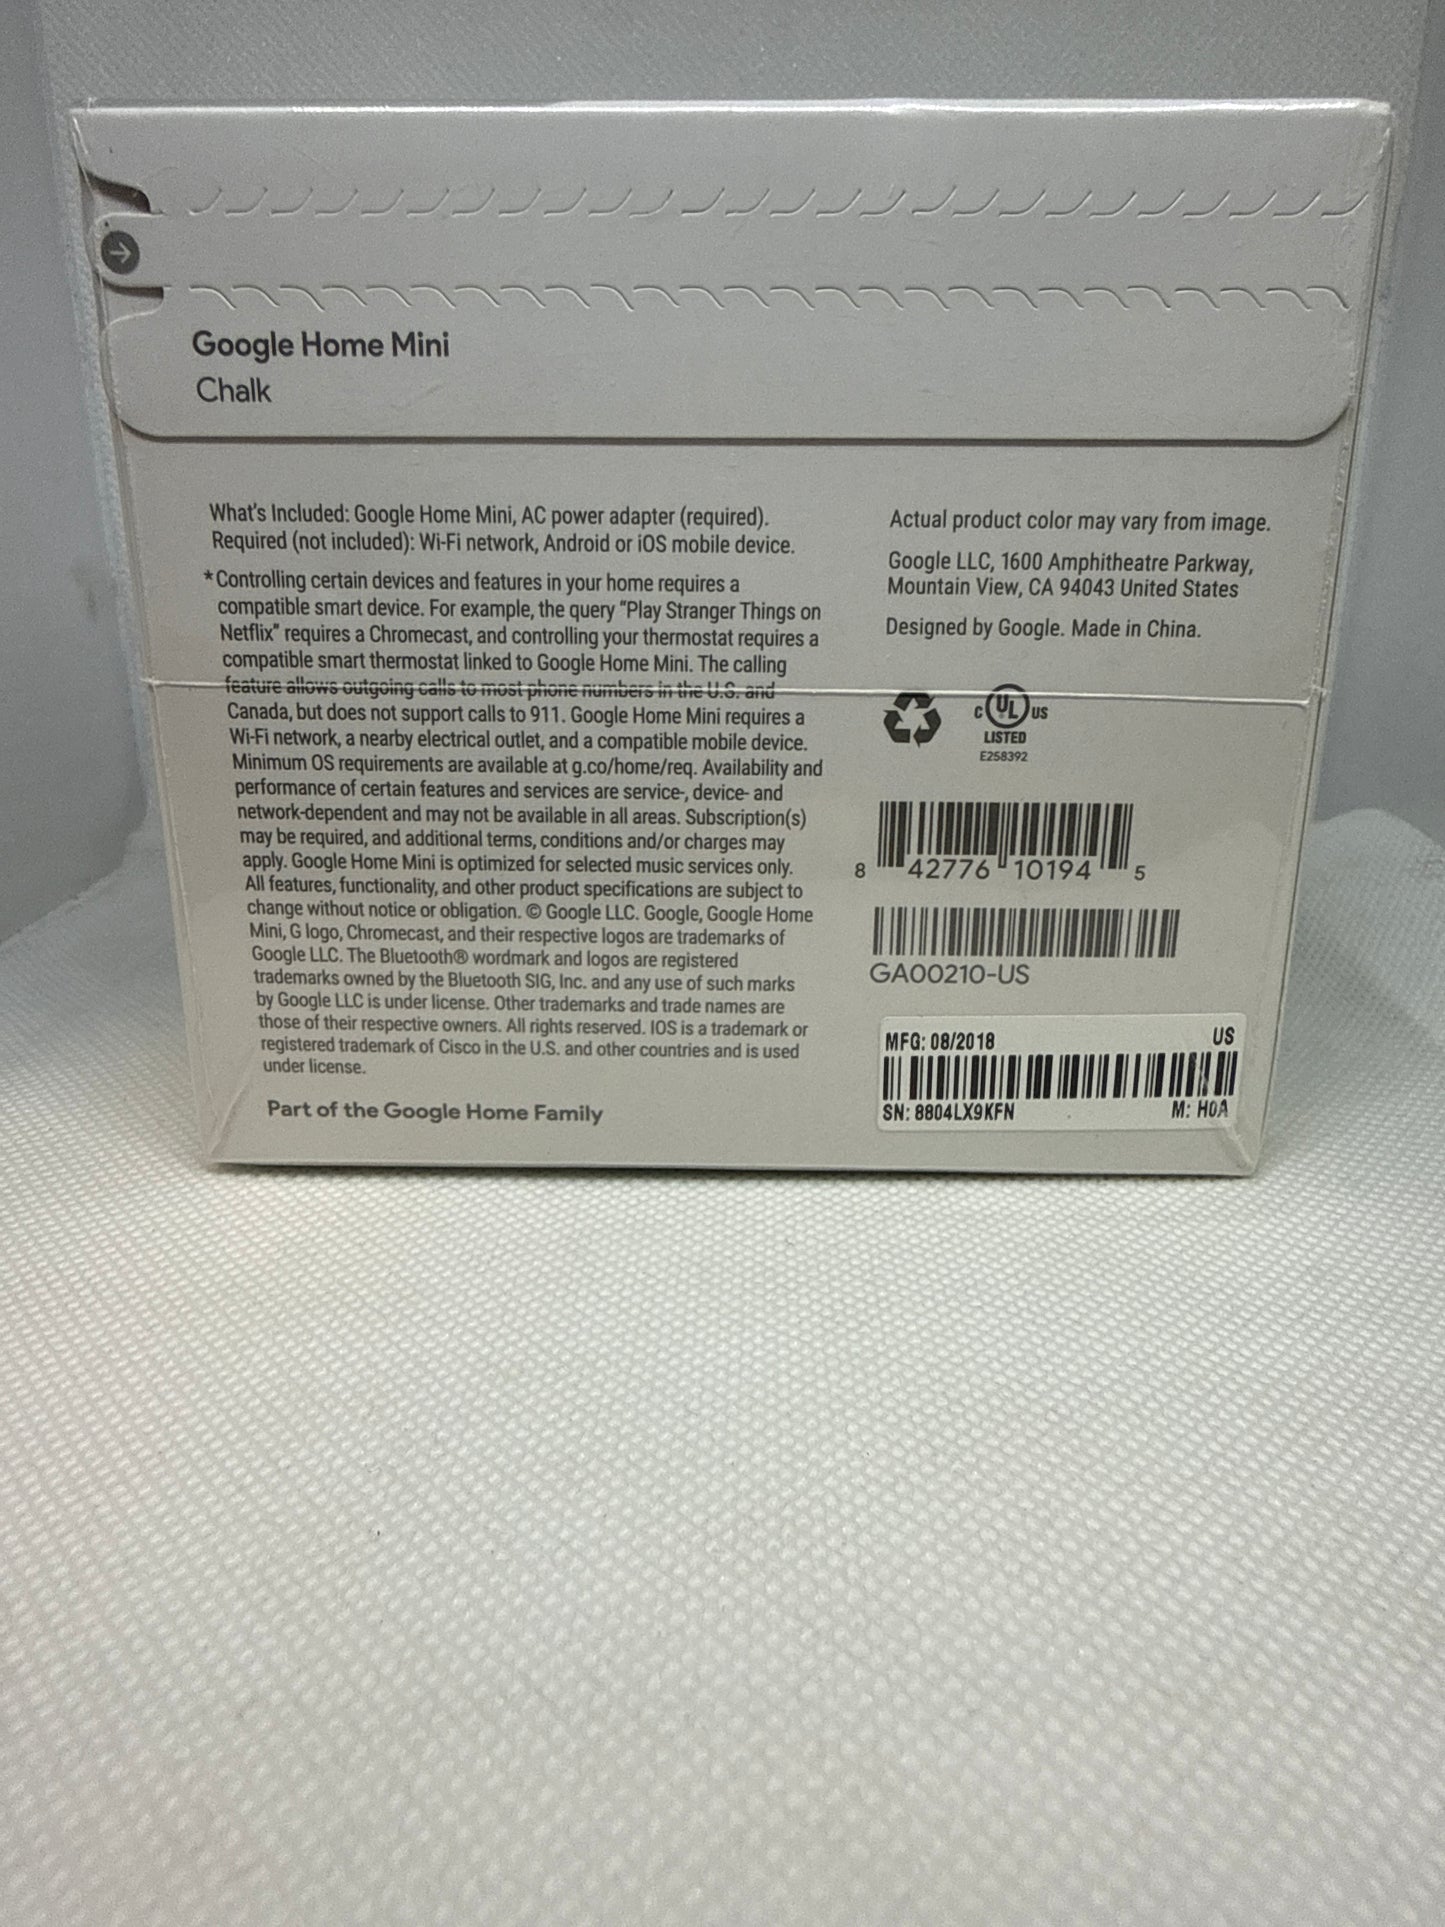 Google Home Mini
Chalk
What's Included: Google Home Mini, AC power adapter (required).
Required (not included): Wi-Fi network, Android or iOS mobile device.
*Controlling certain devices and features in your home requires a
compatible smart device. For example, the query “Play Stranger Things on
Netflix” requires a Chromecast, and controlling your thermostat requires a
compatible smart thermostat linked to Google Home Mini. The calling
feature allows outgoing calls to most phone numbers in the U.S. and
Canada, but does not support calls to 911. Google Home Mini requires a
Wi-Fi network, a nearby electrical outlet, and a compatible mobile device.
Minimum OS requirements are available at g.co/home/req. Availability and
performance of certain features and services are service-, device- and
network-dependent and may not be available in all areas. Subscription(s)
may be required, and additional terms, conditions and/or charges may
apply. Google Home Mini is optimized for selected music services only.
All features, functionality, and other product specifications are subject to
change without notice or obligation. © Google LLC. Google, Google Home
Mini, G logo, Chromecast, and their respective logos are trademarks of
Google LLC. The Bluetooth® wordmark and logos are registered
trademarks owned by the Bluetooth SIG, Inc. and any use of such marks
by Google LLC is under license. Other trademarks and trade names are
those of their respective owners. All rights reserved. IOS is a trademark or
registered trademark of Cisco in the U.S. and other countries and is used
under license.
Part of the Google Home Family
Actual product color may vary from image.
Google LLC, 1600 Amphitheatre Parkway,
Mountain View, CA 94043 United States
Designed by Google. Made in China.
C UL US
LISTED
E258392
8 42776 10194 5
GA00210-US
MFG: 08/2018 US
SN: 8804LX9KFN M: H0A